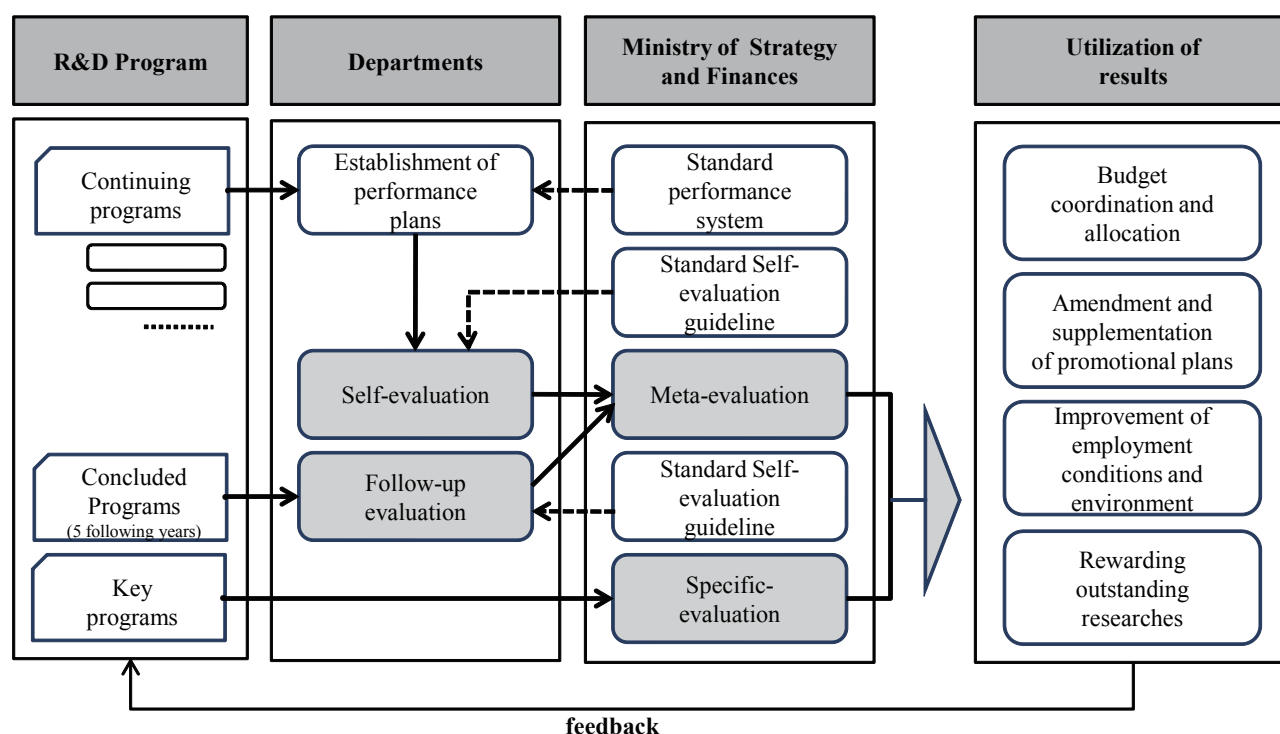 R&D Program
Departments
Ministry of Strategy
and Finances
Utilization of
results
Continuing
programs
Concluded
Programs
(5 following years)
Key
programs
Establishment of
performance
plans
Self-evaluation
Follow-up
evaluation
Standard
performance
system
Standard Self-
evaluation
guideline
Meta-evaluation
Standard Self-
evaluation
guideline
Specific-
evaluation
Budget
coordination and
allocation
Amendment and
supplementation
of promotional plans
Improvement of
employment
conditions and
environment
Rewarding
outstanding
researches
feedback